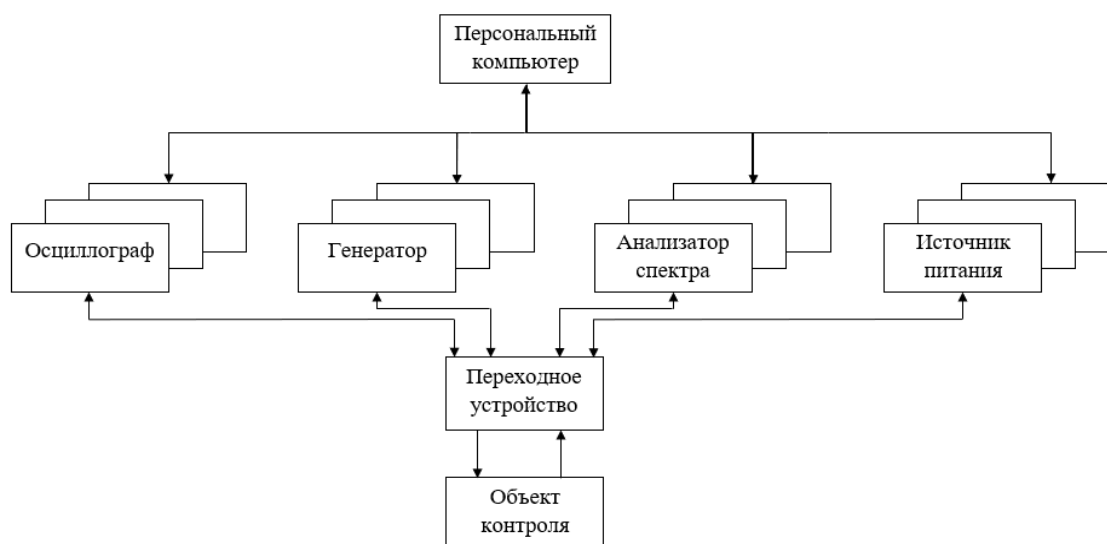 Персональный
компьютер
Осциллограф
Генератор
Анализатор
спектра
Источник
питания
Переходное
устройство
Объект
контроля